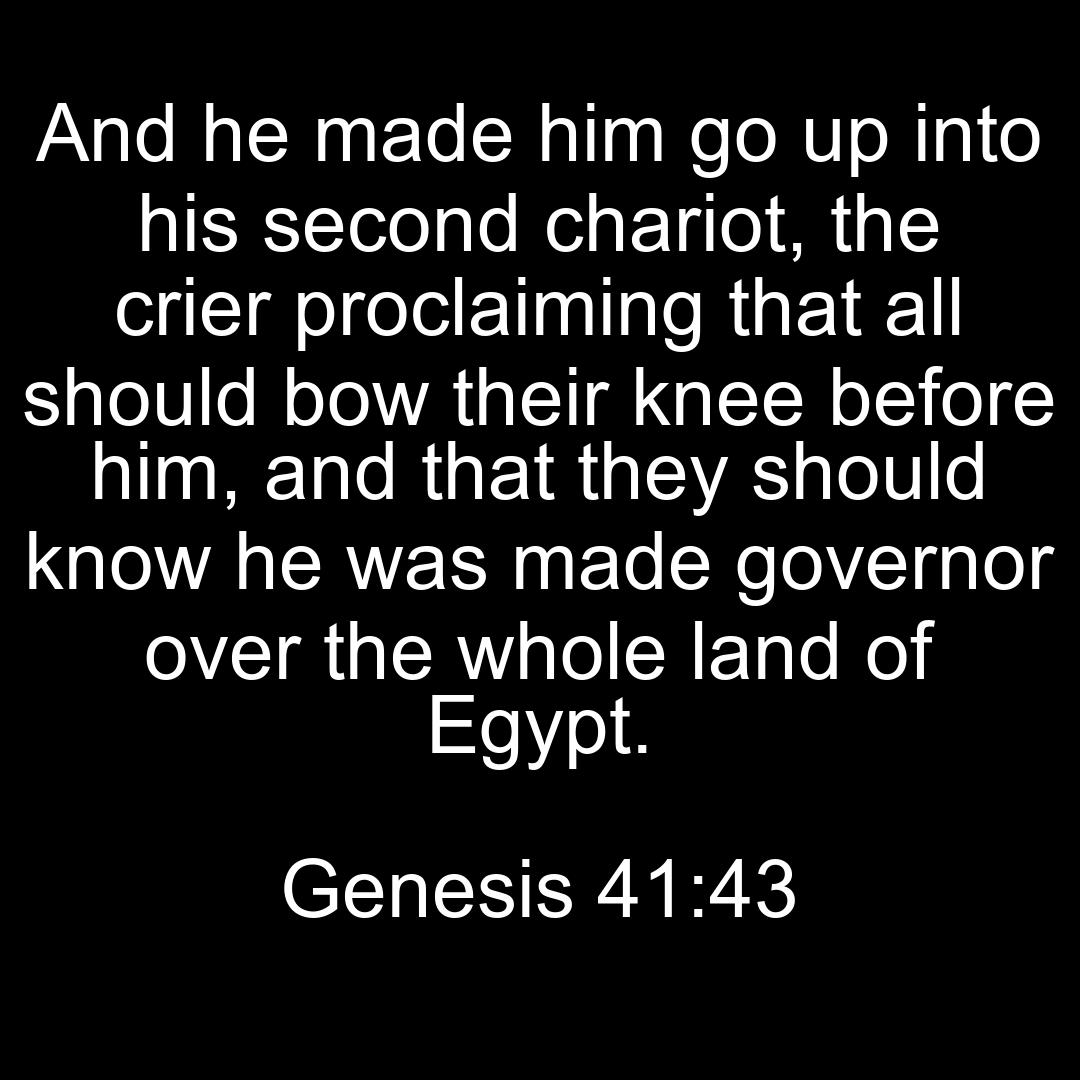 And he made him go up into
his second chariot, the
crier proclaiming that all
should bow their knee before
him, and that they should
know he was made governor
over the whole land of
Egypt.
Genesis 41:43